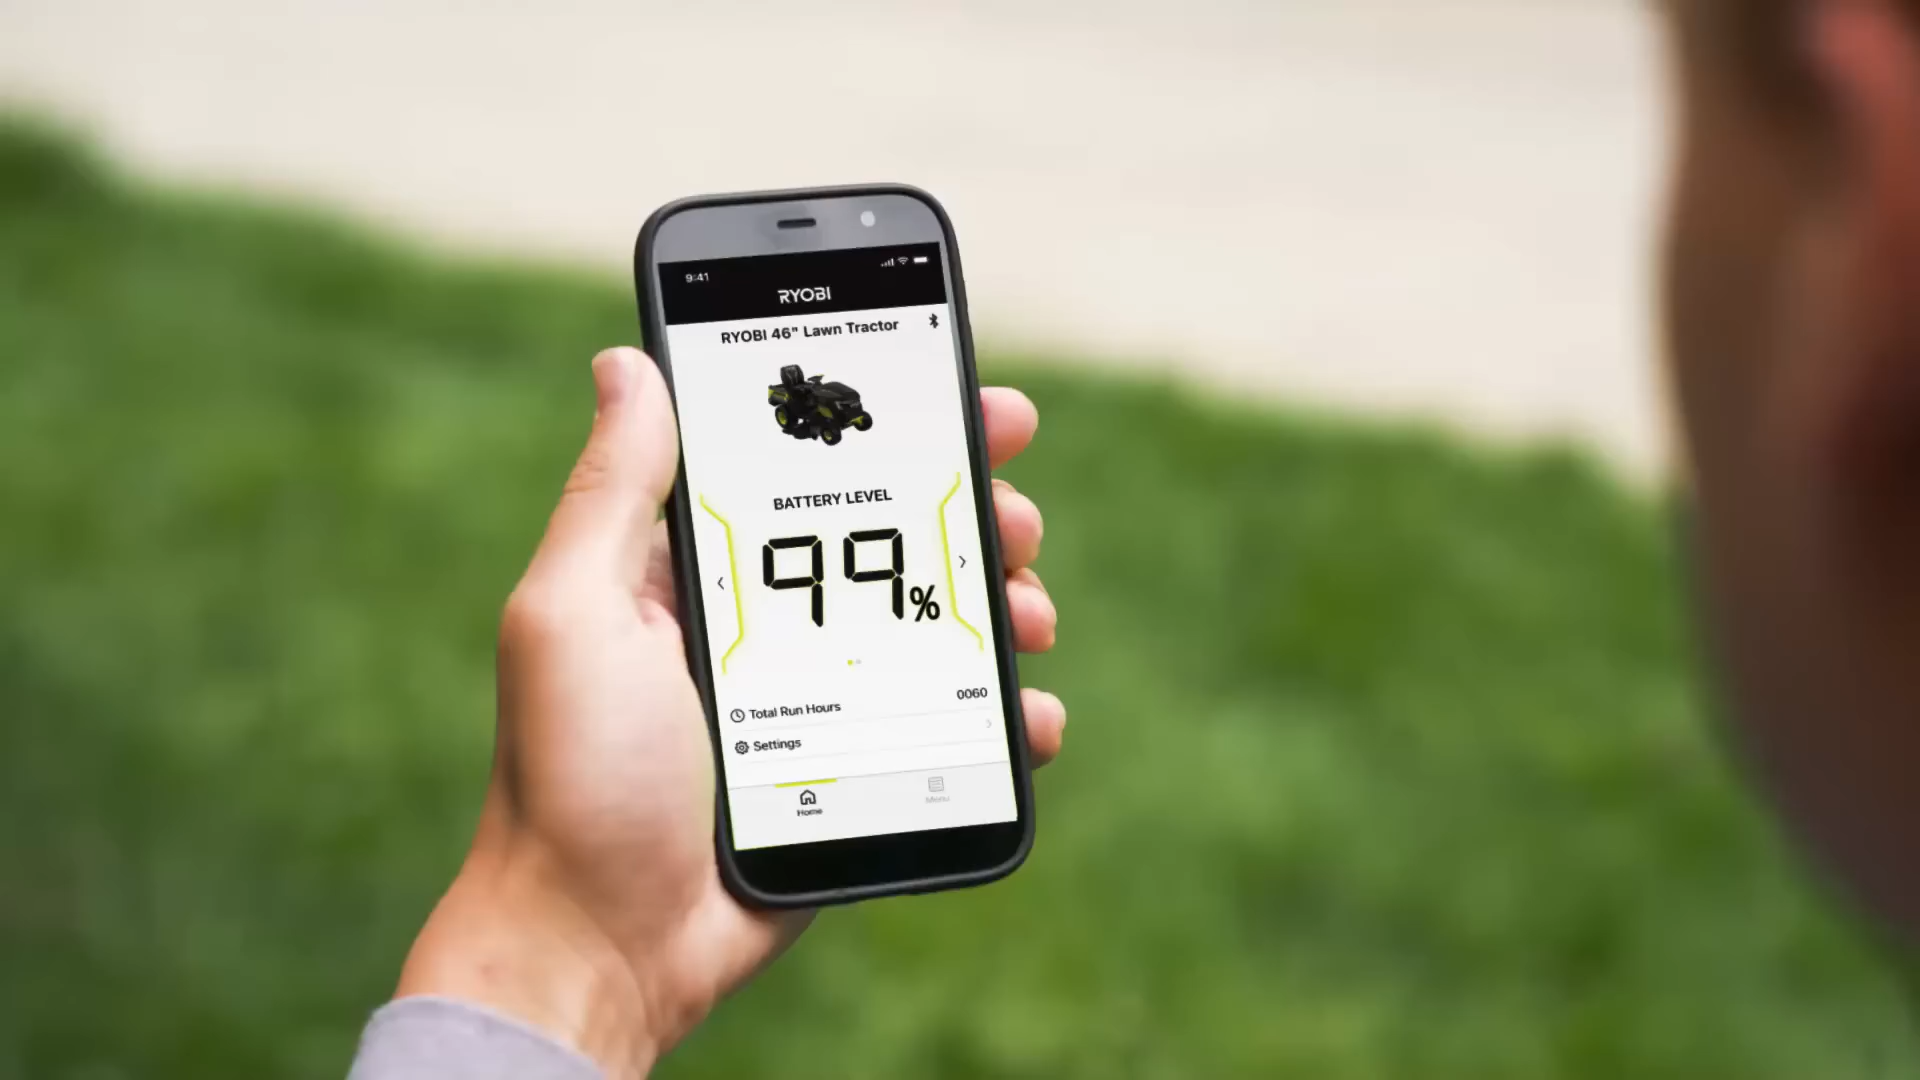 9:41
RYOBI
RYOBI 46" Lawn Tractor
BATTERY LEVEL
99%
Total Run Hours 0060
Settings
Home Menu